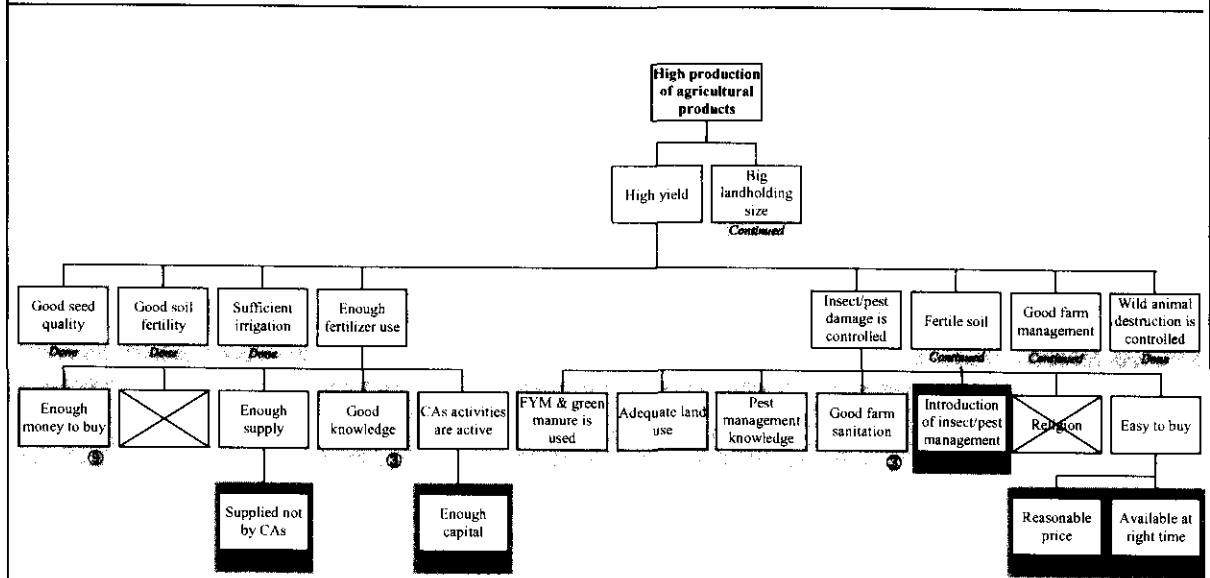 High production
of agricultural
products
High yield
Big
landholding
size
Continued
Good seed
quality
Done
Good soil
fertility
Done
Sufficient
irrigation
Done
Enough
fertilizer use
Insect/pest
damage is
controlled
Fertile soil
Continued
Good farm
management
Continued
Wild animal
destruction is
controlled
Done
Enough
money to buy
Enough
supply
Good
knowledge
③
CAs activities
are active
FYM & green
manure is
used
Adequate land
use
Pest
management
knowledge
Good farm
sanitation
Introduction
of insect/pest
management
Religion
Easy to buy
Supplied not
by CAs
Enough
capital
Reasonable
price
Available at
right time